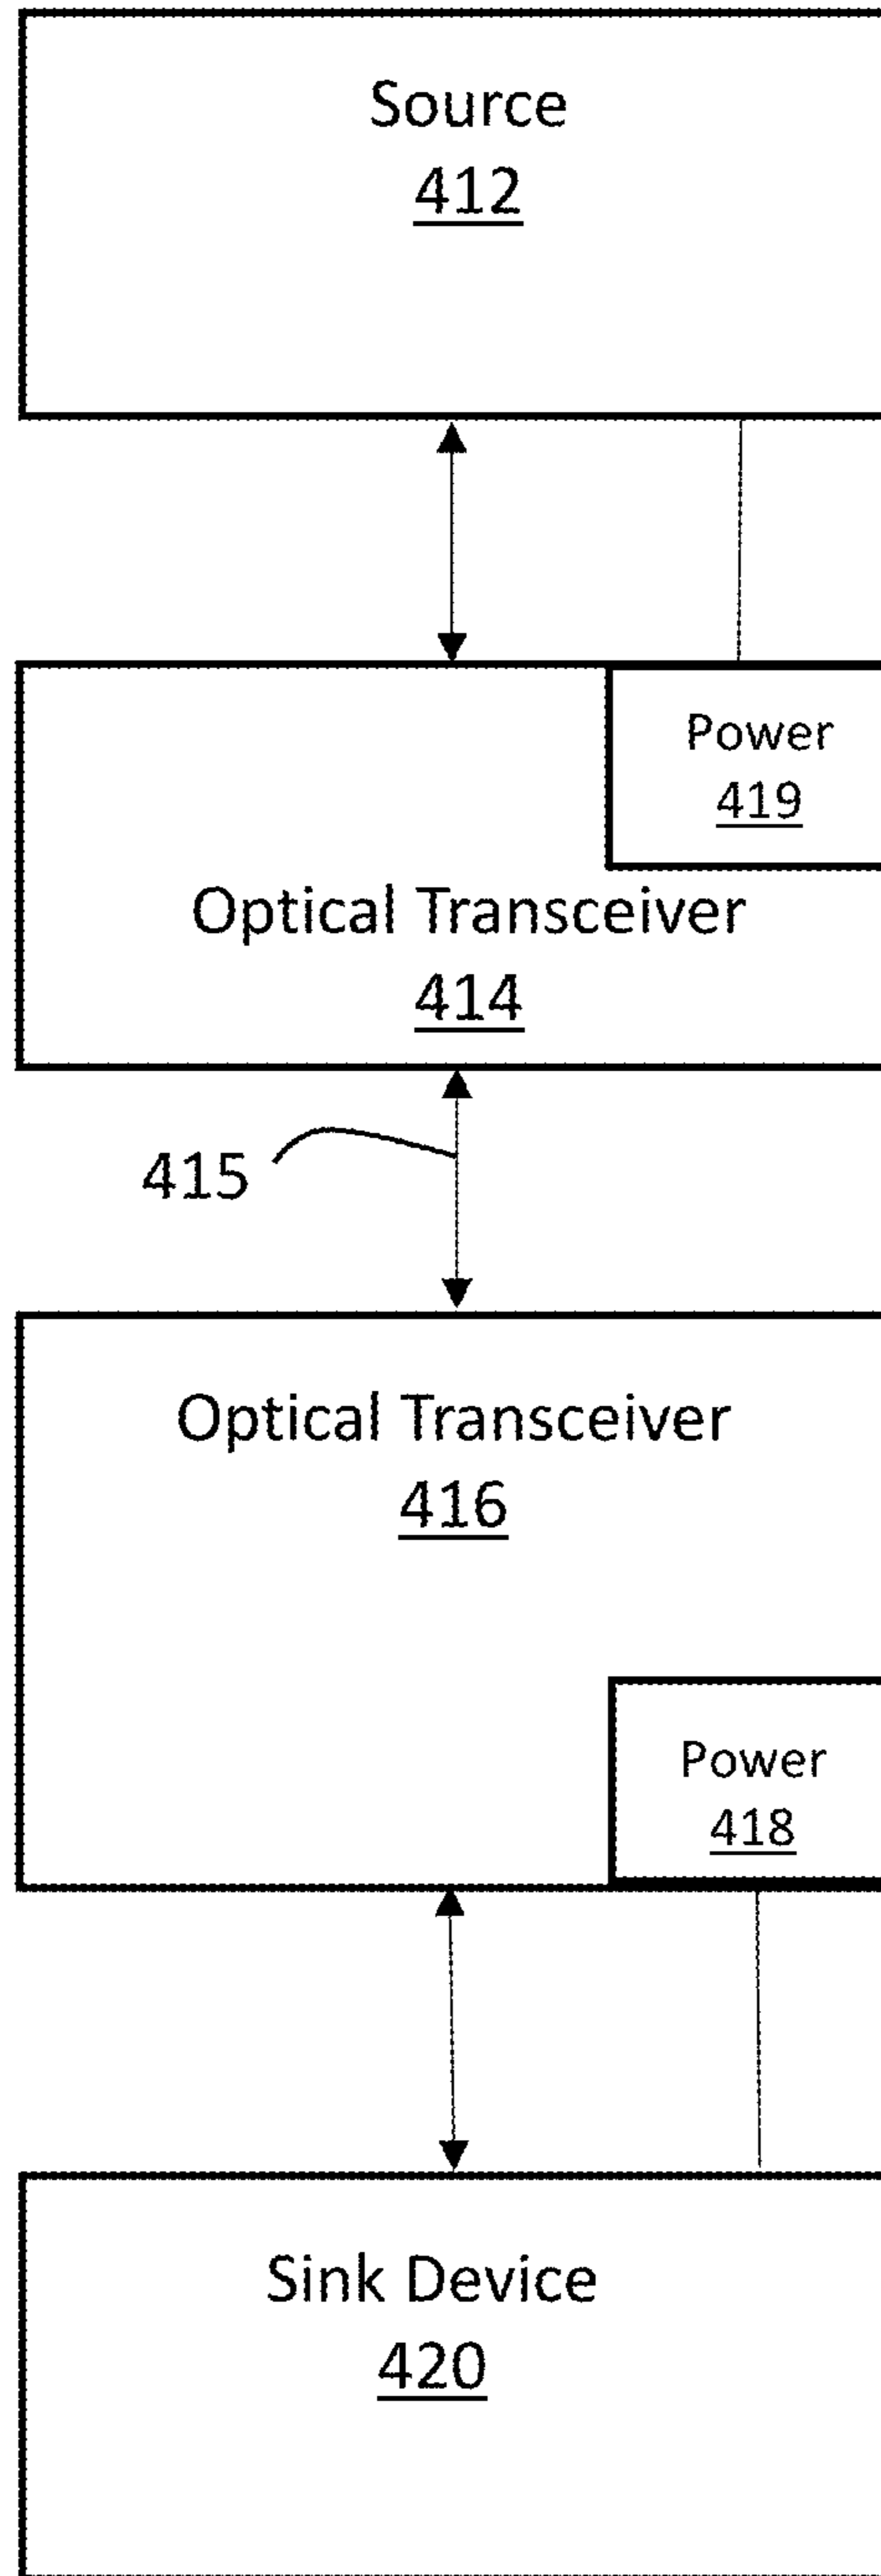 Source
412
Power
419
Optical Transceiver
414
415
Optical Transceiver
416
Power
418
Sink Device
420